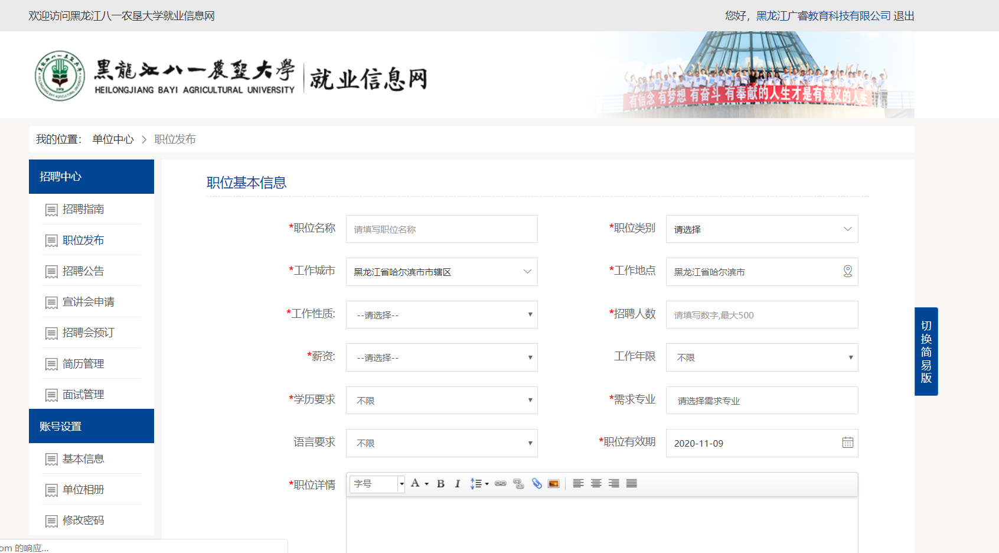 欢迎访问黑龙江八一农垦大学就业信息网
您好，黑龙江广睿教育科技有限公司 退出
黑龍江八一農墾大學 就业信息网
HEILONGJIANG BAYI AGRICULTURAL UNIVERSITY
有信念 有梦想 有奋斗 有奉献的人生才是有意义的人生
我的位置： 单位中心 > 职位发布
招聘中心
招聘指南
职位发布
招聘公告
宣讲会申请
招聘会预订
简历管理
面试管理
账号设置
基本信息
单位相册
修改密码
职位基本信息
*职位名称 请填写职位名称
*职位类别 请选择
*工作城市 黑龙江省哈尔滨市市辖区
*工作地点 黑龙江省哈尔滨市
*工作性质: --请选择--
*招聘人数 请填写数字,最大500
*薪资: --请选择--
工作年限 不限
*学历要求 不限
*需求专业 请选择需求专业
语言要求 不限
*职位有效期 2020-11-09
*职位详情 字号 A B I
切换简易版
om 的响应...